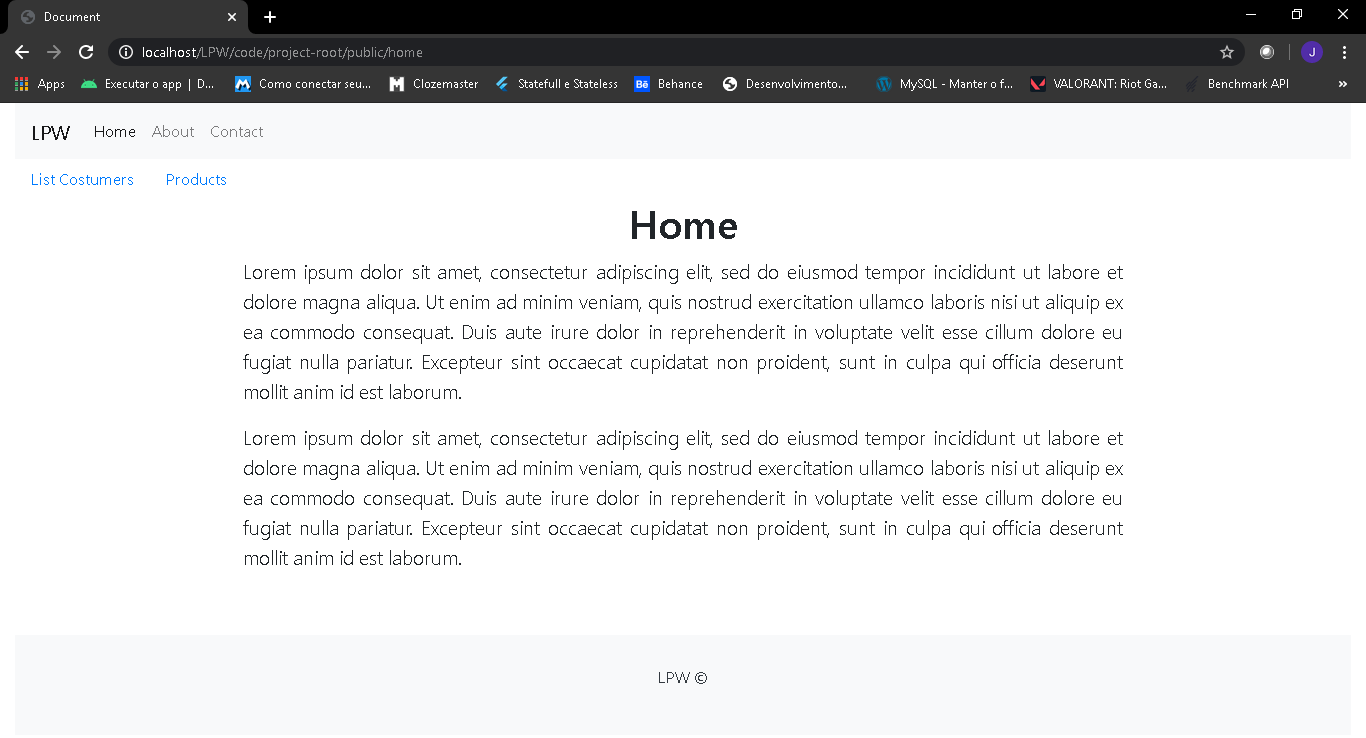 Document
localhost/LPW/code/project-root/public/home
J
Apps Executar o app | D... Como conectar seu... Clozemaster Statefull e Stateless Bē Behance Desenvolvimento... MySQL - Manter o f... VALORANT: Riot Ga... Benchmark API »
LPW Home About Contact
List Costumers Products
Home
Lorem ipsum dolor sit amet, consectetur adipiscing elit, sed do eiusmod tempor incididunt ut labore et
dolore magna aliqua. Ut enim ad minim veniam, quis nostrud exercitation ullamco laboris nisi ut aliquip ex
ea commodo consequat. Duis aute irure dolor in reprehenderit in voluptate velit esse cillum dolore eu
fugiat nulla pariatur. Excepteur sint occaecat cupidatat non proident, sunt in culpa qui officia deserunt
mollit anim id est laborum.
Lorem ipsum dolor sit amet, consectetur adipiscing elit, sed do eiusmod tempor incididunt ut labore et
dolore magna aliqua. Ut enim ad minim veniam, quis nostrud exercitation ullamco laboris nisi ut aliquip ex
ea commodo consequat. Duis aute irure dolor in reprehenderit in voluptate velit esse cillum dolore eu
fugiat nulla pariatur. Excepteur sint occaecat cupidatat non proident, sunt in culpa qui officia deserunt
mollit anim id est laborum.
LPW ©